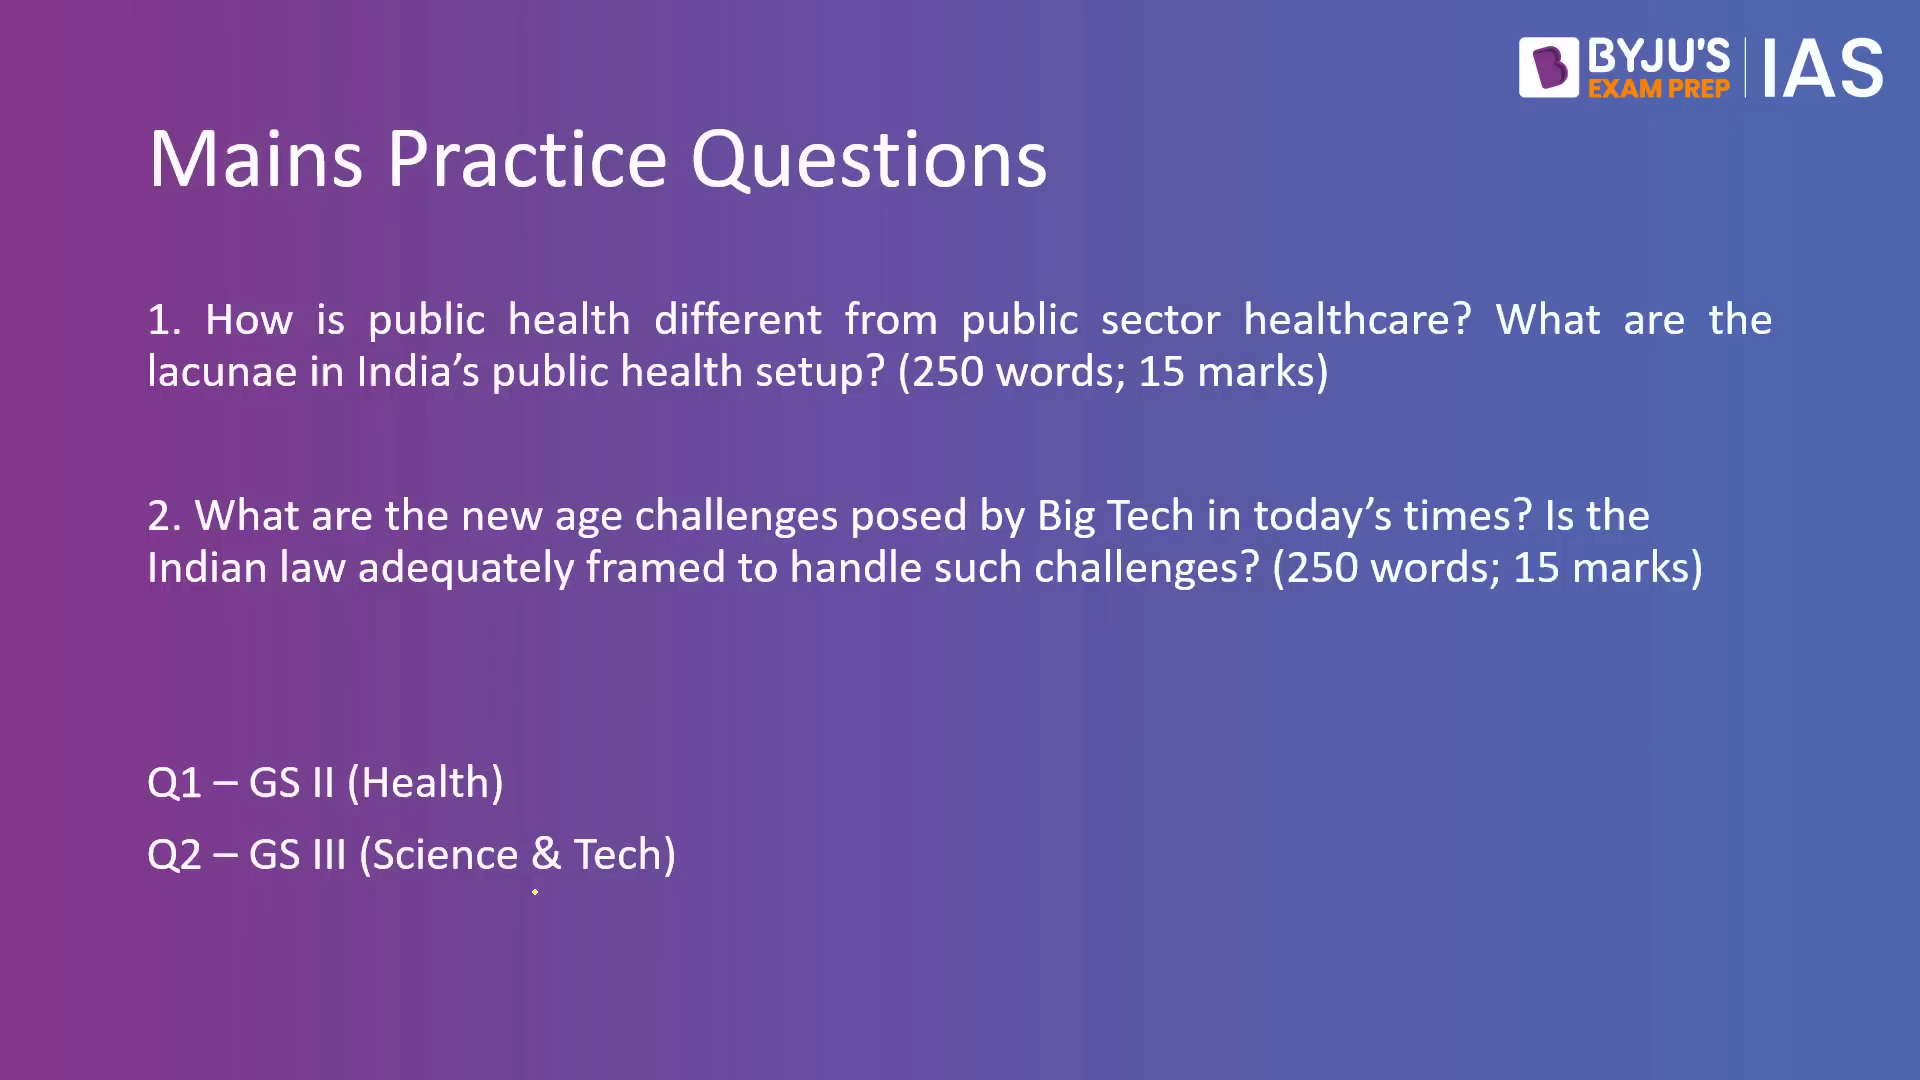 BYJU'S
EXAM PREP
IAS
Mains Practice Questions
1. How is public health different from public sector healthcare? What are the
lacunae in India’s public health setup? (250 words; 15 marks)
2. What are the new age challenges posed by Big Tech in today’s times? Is the
Indian law adequately framed to handle such challenges? (250 words; 15 marks)
Q1 – GS II (Health)
Q2 – GS III (Science & Tech)